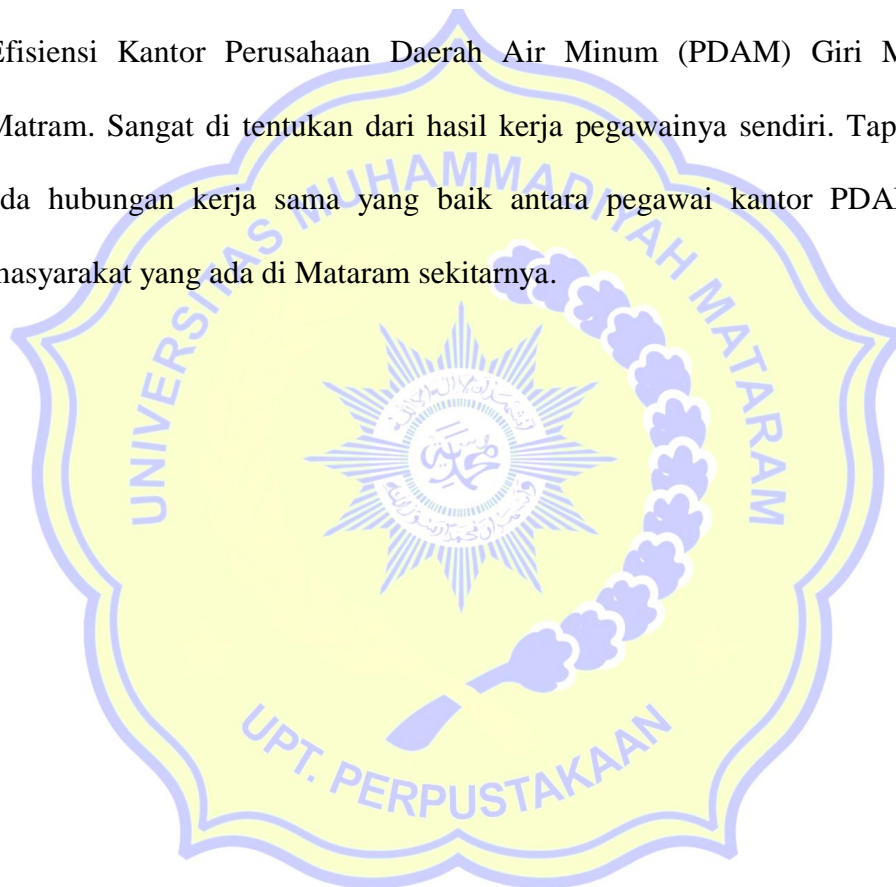 Efisiensi Kantor Perusahaan Daerah Air Minum (PDAM) Giri M
Matram. Sangat di tentukan dari hasil kerja pegawainya sendiri. Tap
da hubungan kerja sama yang baik antara pegawai kantor PDA
masyarakat yang ada di Mataram sekitarnya.
UNIVERSITAS MUHAMMADIYAH MATARAM
UPT. PERPUSTAKAAN